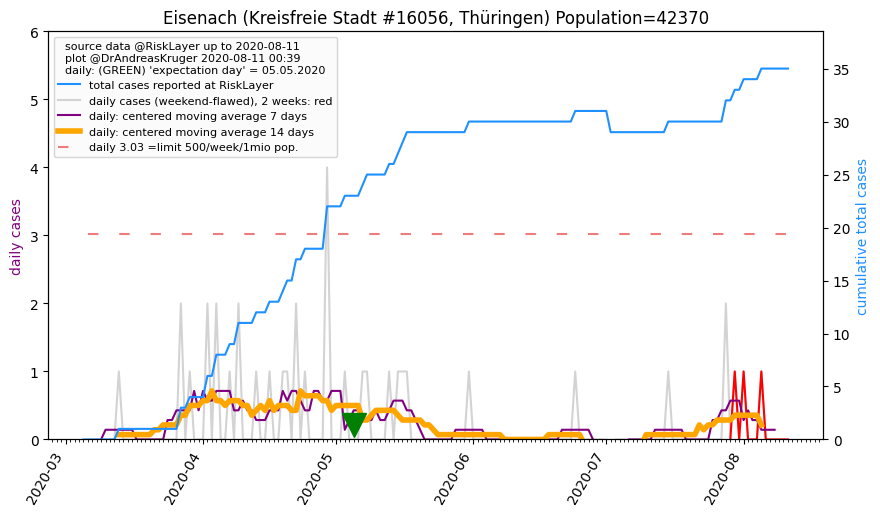 Eisenach (Kreisfreie Stadt #16056, Thüringen) Population=42370
source data @RiskLayer up to 2020-08-11
plot @DrAndreasKruger 2020-08-11 00:39
daily: (GREEN) 'expectation day' = 05.05.2020
total cases reported at RiskLayer
daily cases (weekend-flawed), 2 weeks: red
daily: centered moving average 7 days
daily: centered moving average 14 days
daily 3.03 =limit 500/week/1mio pop.
daily cases
6
5
4
3
2
1
0
cumulative total cases
35
30
25
20
15
10
5
0
2020-03
2020-04
2020-05
2020-06
2020-07
2020-08